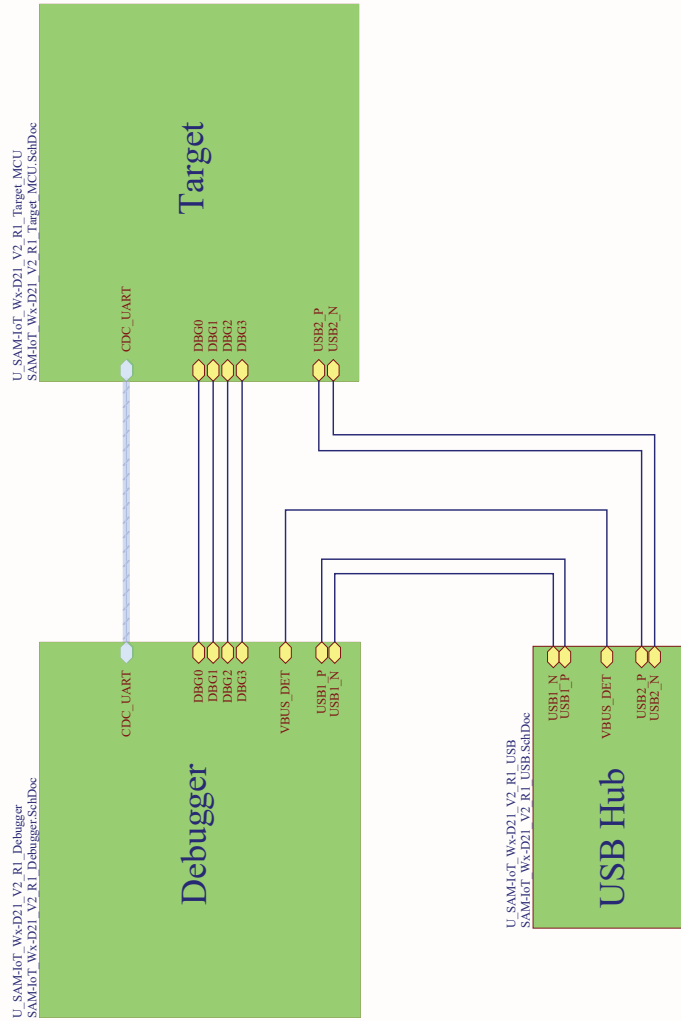 U_SAM-IoT_Wx-D21_V2_R1_Target_MCU
SAM-IoT_Wx-D21_V2_R1_Target_MCU.SchDoc
Target
CDC_UART
DBG0
DBG1
DBG2
DBG3
USB2_P
USB2_N
U_SAM-IoT_Wx-D21_V2_R1_Debugger
SAM-IoT_Wx-D21_V2_R1_Debugger.SchDoc
Debugger
CDC_UART
DBG0
DBG1
DBG2
DBG3
VBUS_DET
USB1_P
USB1_N
U_SAM-IoT_Wx-D21_V2_R1_USB
SAM-IoT_Wx-D21_V2_R1_USB.SchDoc
USB Hub
USB1_N
USB1_P
VBUS_DET
USB2_P
USB2_N